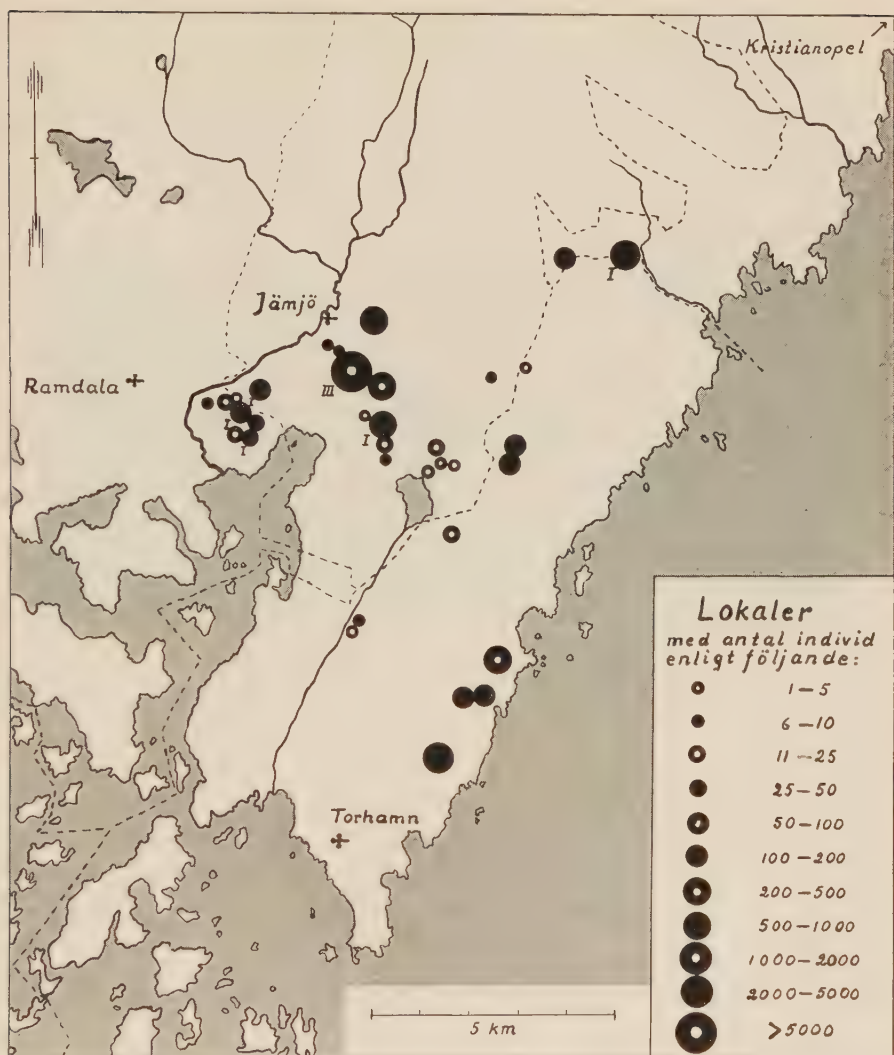 Kristianopel
Jämjö
I
III
Ramdala
I
I
I
I
Torhamn
5 km
Lokaler
med antal individ
enligt följande:
1–5
6–10
11–25
25–50
50–100
100–200
200–500
500–1000
1000–2000
2000–5000
>5000